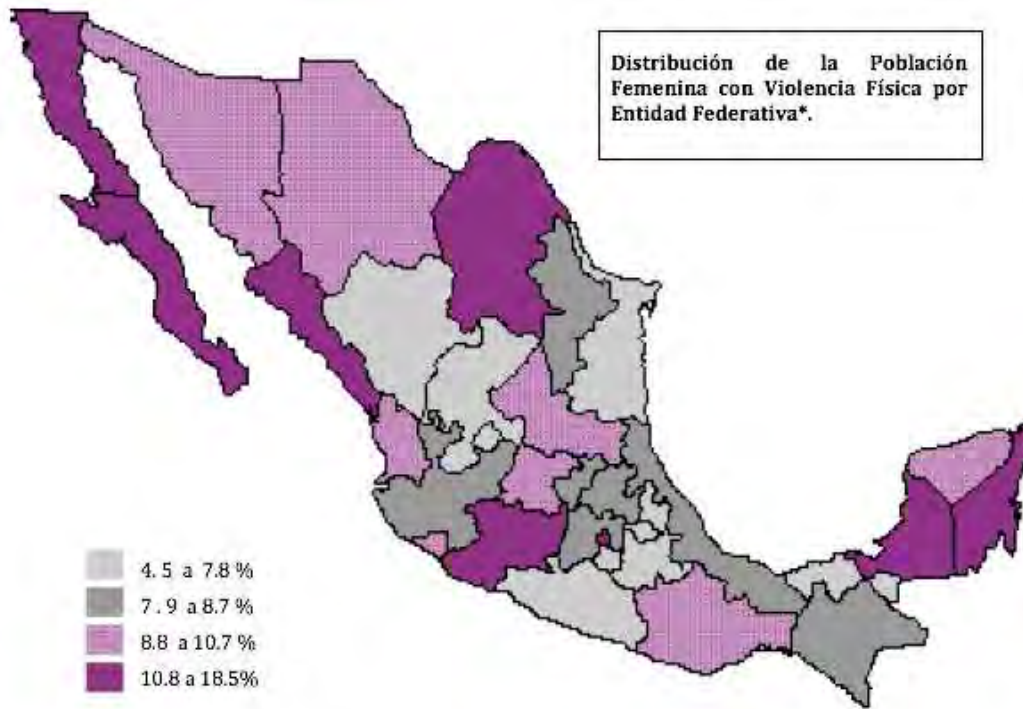 Distribución de la Población
Femenina con Violencia Física por
Entidad Federativa*.
4.5 a 7.8 %
7.9 a 8.7 %
8.8 a 10.7 %
10.8 a 18.5%